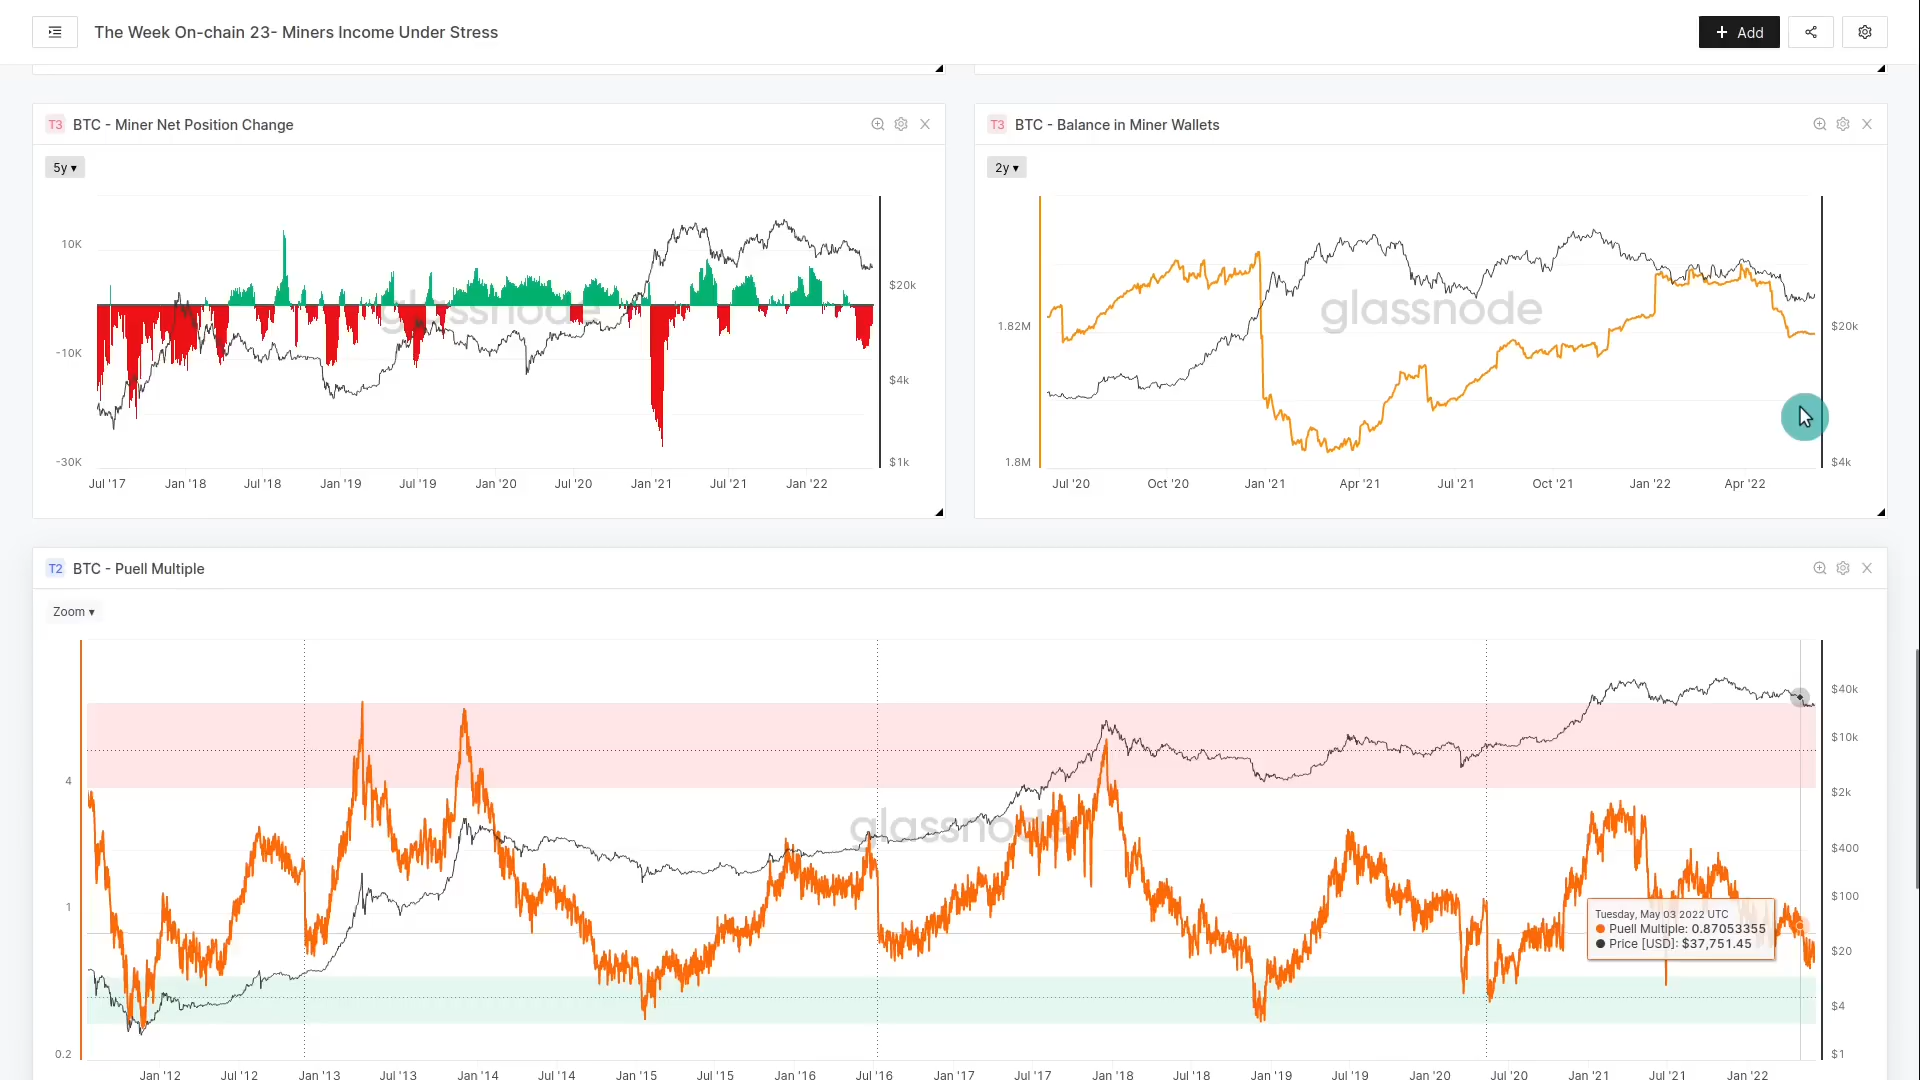 The Week On-chain 23- Miners Income Under Stress
+ Add
T3 BTC - Miner Net Position Change
5y ▾
10K
-10K
-30K
$20k
$4k
$1k
glassnode
Jul '17 Jan '18 Jul '18 Jan '19 Jul '19 Jan '20 Jul '20 Jan '21 Jul '21 Jan '22
T3 BTC - Balance in Miner Wallets
2y ▾
1.82M
1.8M
$20k
$4k
glassnode
Jul '20 Oct '20 Jan '21 Apr '21 Jul '21 Oct '21 Jan '22 Apr '22
T2 BTC - Puell Multiple
Zoom ▾
4
1
0.2
$40k
$10k
$2k
$400
$100
$20
$4
$1
glassnode
Tuesday, May 03 2022 UTC
Puell Multiple: 0.87053355
Price [USD]: $37,751.45
Jan '12 Jul '12 Jan '13 Jul '13 Jan '14 Jul '14 Jan '15 Jul '15 Jan '16 Jul '16 Jan '17 Jul '17 Jan '18 Jul '18 Jan '19 Jul '19 Jan '20 Jul '20 Jan '21 Jul '21 Jan '22